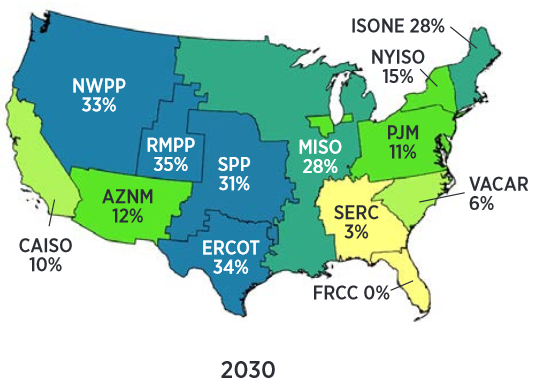 ISONE 28%
NYISO
15%
NWPP
33%
PJM
11%
RMPP
35%
MISO
28%
SPP
31%
VACAR
6%
AZNM
12%
SERC
3%
CAISO
10%
ERCOT
34%
FRCC 0%
2030